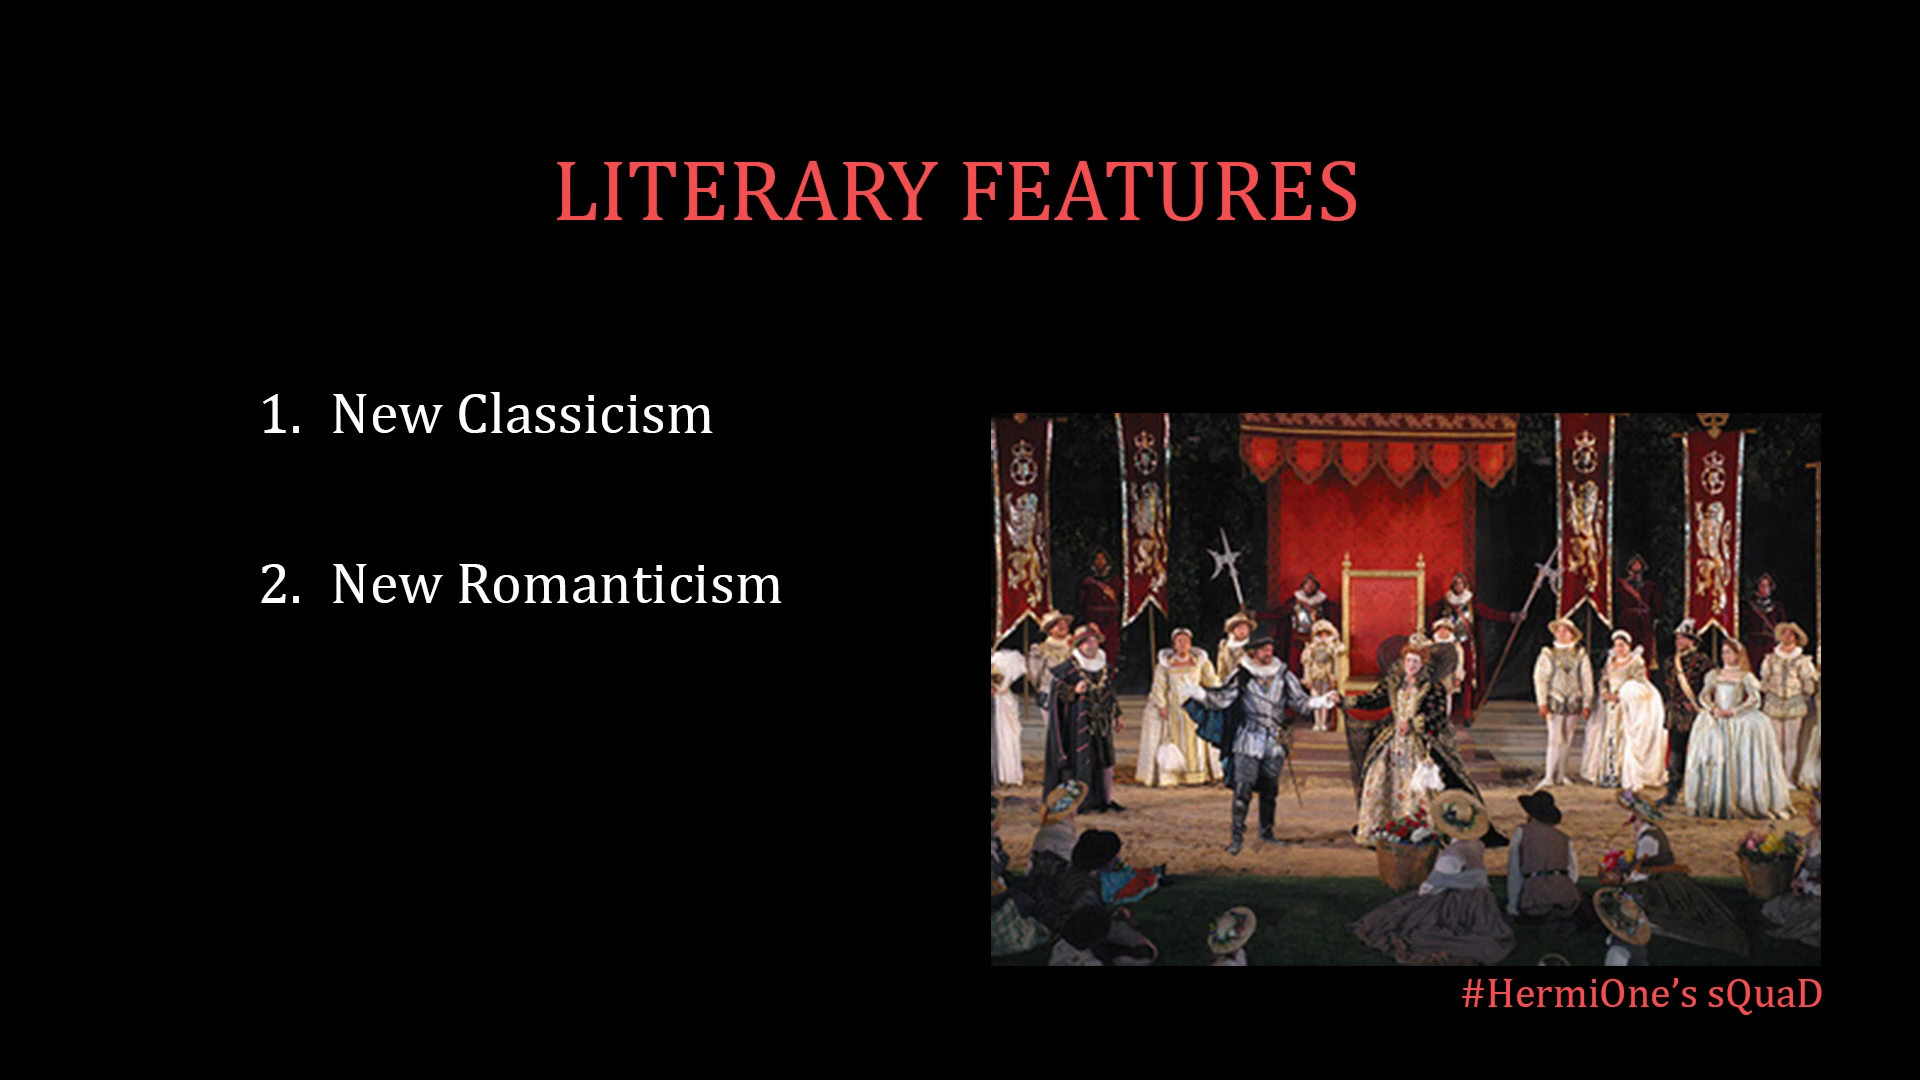 LITERARY FEATURES
1. New Classicism
2. New Romanticism
#HermiOne’s sQuaD